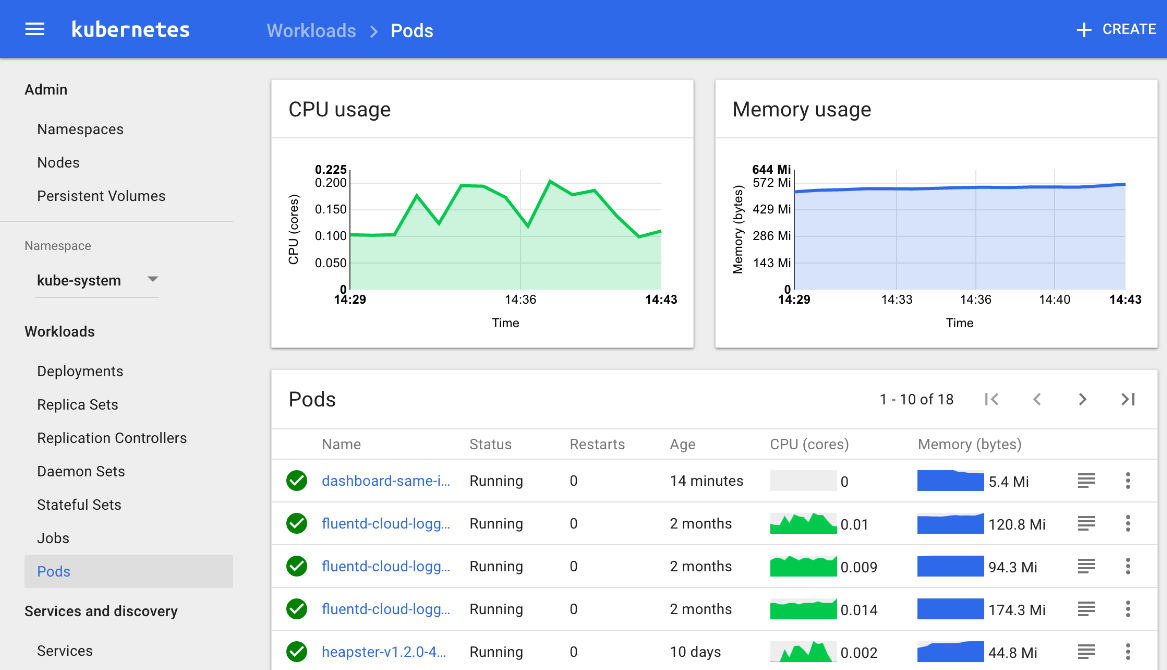 kubernetes
Workloads > Pods
+ CREATE
Admin
Namespaces
Nodes
Persistent Volumes
Namespace
kube-system
Workloads
Deployments
Replica Sets
Replication Controllers
Daemon Sets
Stateful Sets
Jobs
Pods
Services and discovery
Services
CPU usage
CPU (cores)
0.225
0.200
0.150
0.100
0.050
0
14:29 14:36 14:43
Time
Memory usage
Memory (bytes)
644 Mi
572 Mi
429 Mi
286 Mi
143 Mi
0
14:29 14:33 14:36 14:40 14:43
Time
Pods
1 - 10 of 18
Name Status Restarts Age CPU (cores) Memory (bytes)
dashboard-same-i... Running 0 14 minutes 0 5.4 Mi
fluentd-cloud-logg... Running 0 2 months 0.01 120.8 Mi
fluentd-cloud-logg... Running 0 2 months 0.009 94.3 Mi
fluentd-cloud-logg... Running 0 2 months 0.014 174.3 Mi
heapster-v1.2.0-4... Running 0 10 days 0.002 44.8 Mi